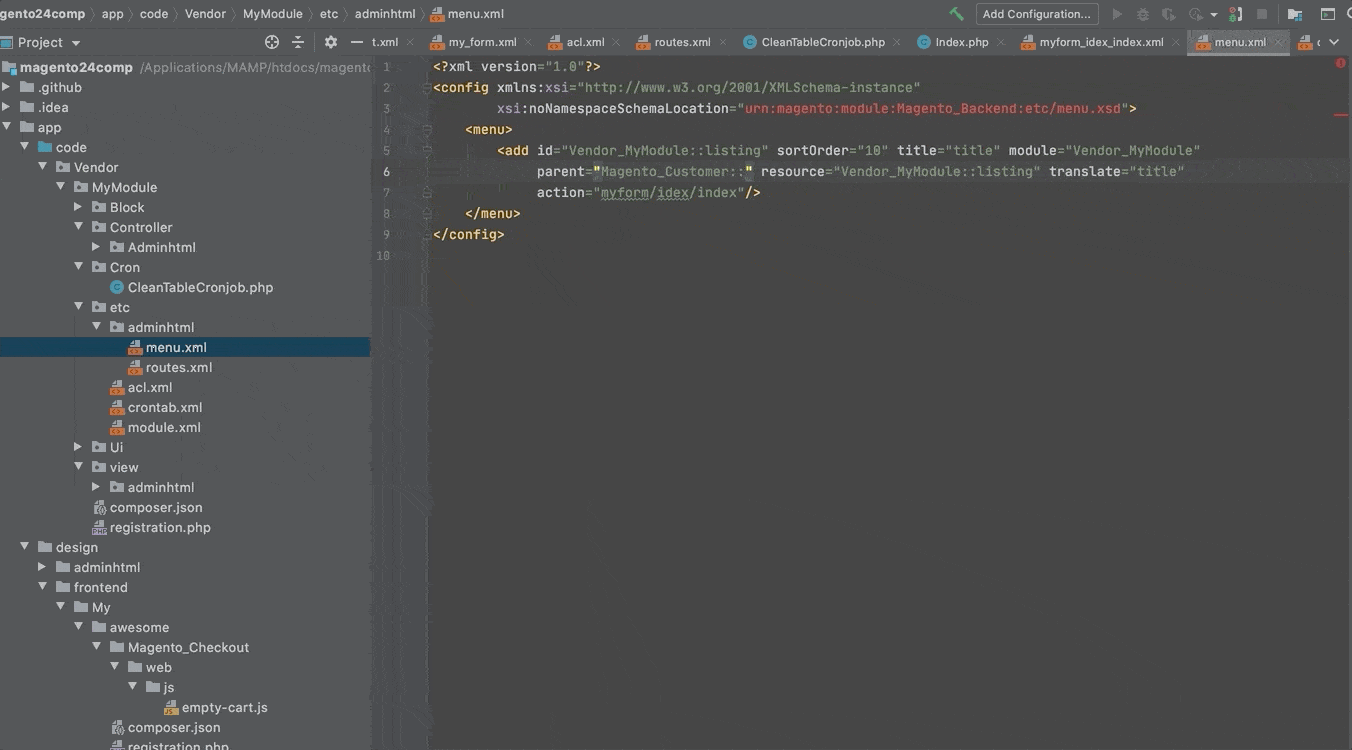 gento24comp app code Vendor MyModule etc adminhtml menu.xml Add Configuration...
Project t.xml my_form.xml acl.xml routes.xml CleanTableCronjob.php Index.php myform_idex_index.xml menu.xml
magento24comp /Applications/MAMP/htdocs/magento
.github
.idea
app
code
Vendor
MyModule
Block
Controller
Adminhtml
Cron
CleanTableCronjob.php
etc
adminhtml
menu.xml
routes.xml
acl.xml
crontab.xml
module.xml
Ui
view
adminhtml
composer.json
registration.php
design
adminhtml
frontend
My
awesome
Magento_Checkout
web
js
empty-cart.js
composer.json
registration.php
1 <?xml version="1.0"?>
2 <config xmlns:xsi="http://www.w3.org/2001/XMLSchema-instance"
3 xsi:noNamespaceSchemaLocation="urn:magento:module:Magento_Backend:etc/menu.xsd">
4 <menu>
5 <add id="Vendor_MyModule::listing" sortOrder="10" title="title" module="Vendor_MyModule"
6 parent="Magento_Customer::" resource="Vendor_MyModule::listing" translate="title"
7 action="myform/idex/index"/>
8 </menu>
9 </config>
10